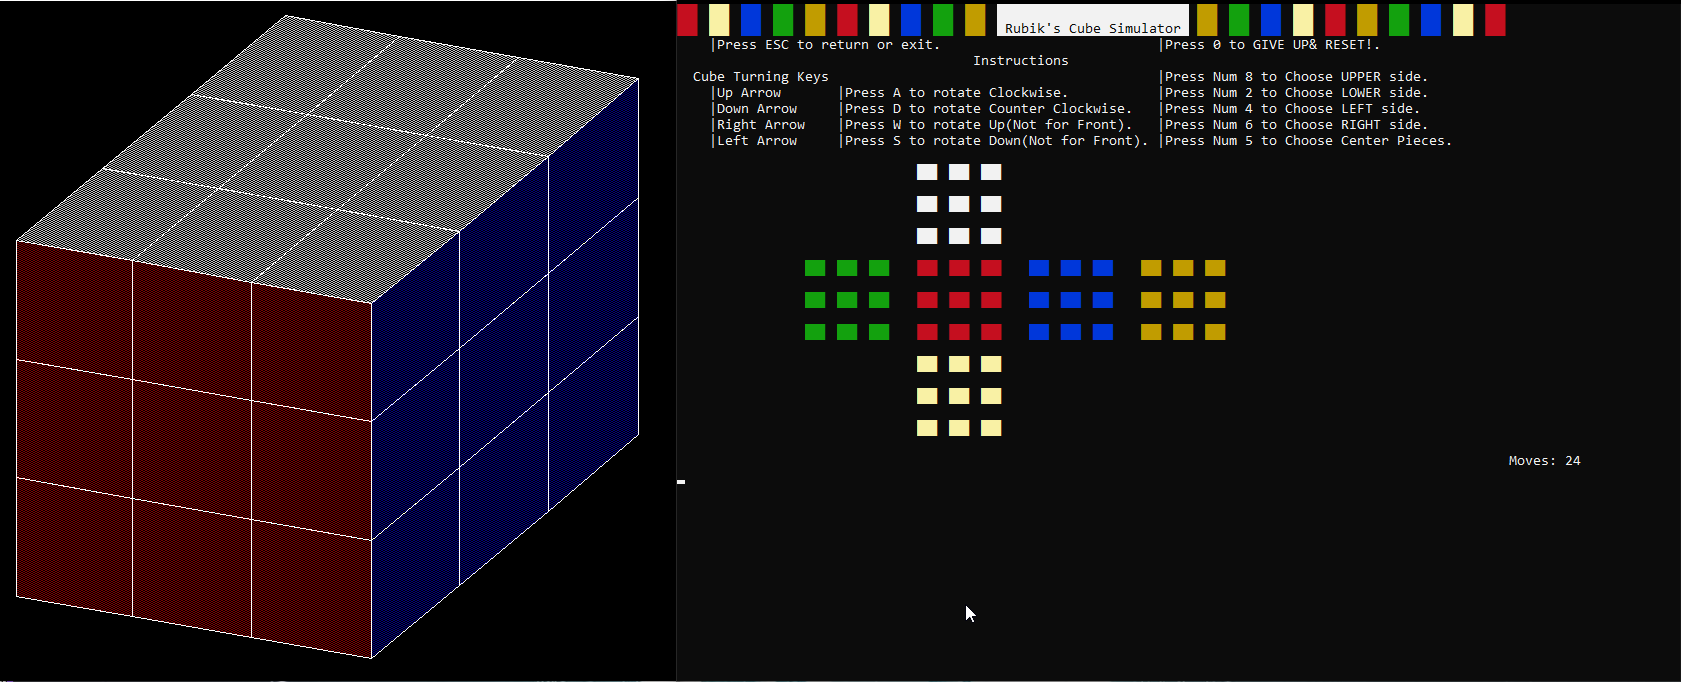 Rubik's Cube Simulator
|Press ESC to return or exit. |Press 0 to GIVE UP& RESET!.
Instructions
Cube Turning Keys |Press Num 8 to Choose UPPER side.
|Up Arrow |Press A to rotate Clockwise. |Press Num 2 to Choose LOWER side.
|Down Arrow |Press D to rotate Counter Clockwise. |Press Num 4 to Choose LEFT side.
|Right Arrow |Press W to rotate Up(Not for Front). |Press Num 6 to Choose RIGHT side.
|Left Arrow |Press S to rotate Down(Not for Front). |Press Num 5 to Choose Center Pieces.
Moves: 24